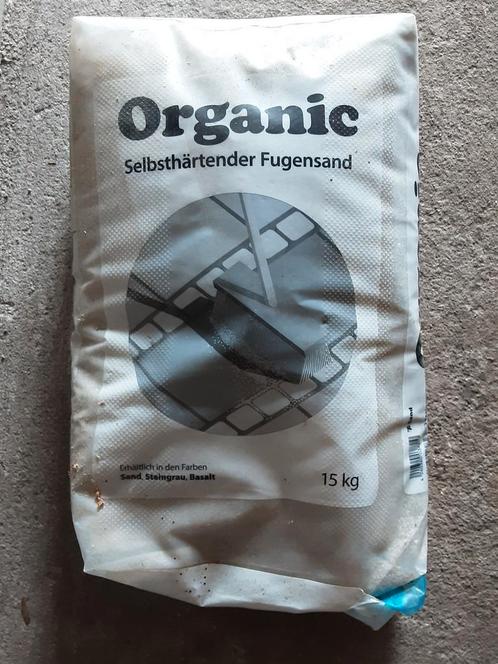 Organic
Selbsthärtender Fugensand
Erhältlich in den Farben
Sand, Steingrau, Basalt
15 kg